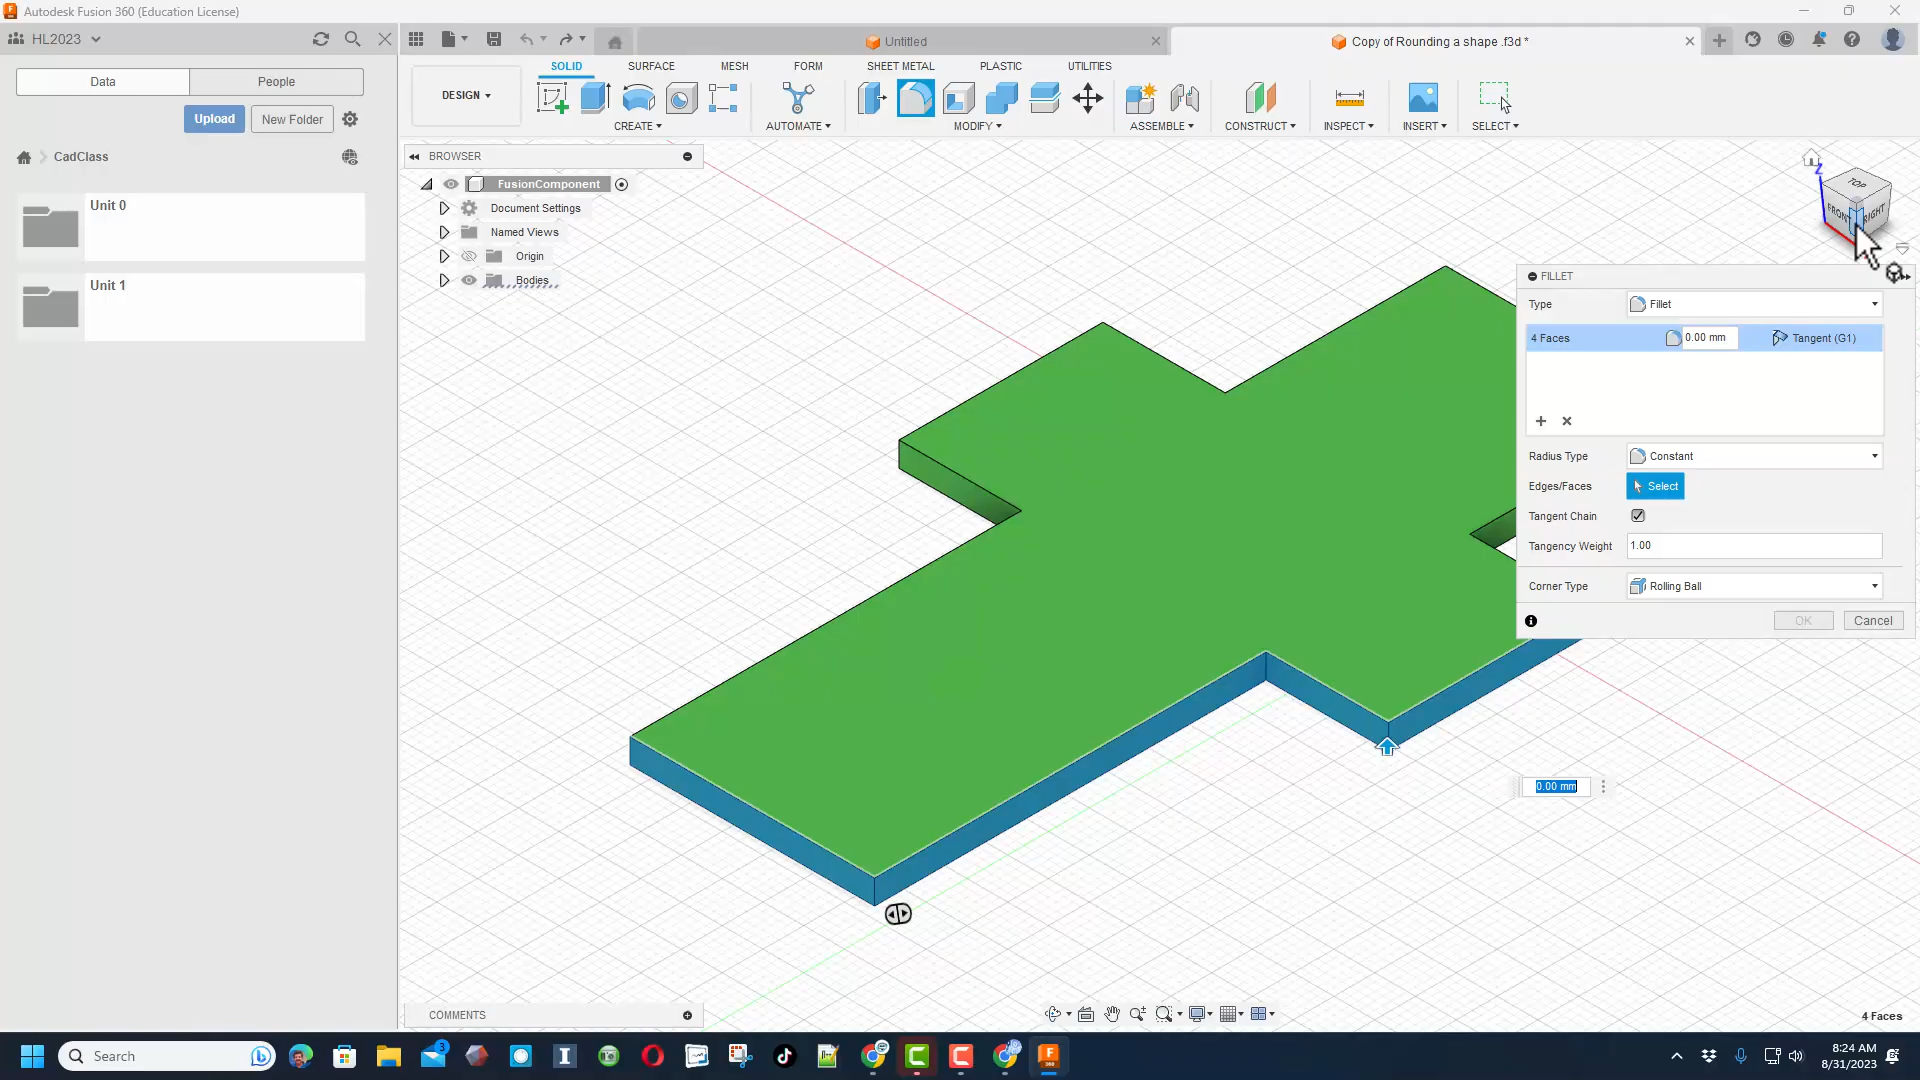 Autodesk Fusion 360 (Education License)
HL2023
Untitled
Copy of Rounding a shape .f3d *
Data
People
Upload
New Folder
CadClass
Unit 0
Unit 1
DESIGN
SOLID
SURFACE
MESH
FORM
SHEET METAL
PLASTIC
UTILITIES
CREATE
AUTOMATE
MODIFY
ASSEMBLE
CONSTRUCT
INSPECT
INSERT
SELECT
BROWSER
FusionComponent
Document Settings
Named Views
Origin
Bodies
Z
TOP
FRONT
RIGHT
FILLET
Type
Fillet
4 Faces
0.00 mm
Tangent (G1)
Radius Type
Constant
Edges/Faces
Select
Tangent Chain
Tangency Weight
1.00
Corner Type
Rolling Ball
OK
Cancel
0.00 mm
COMMENTS
4 Faces
Search
3
8:24 AM
8/31/2023